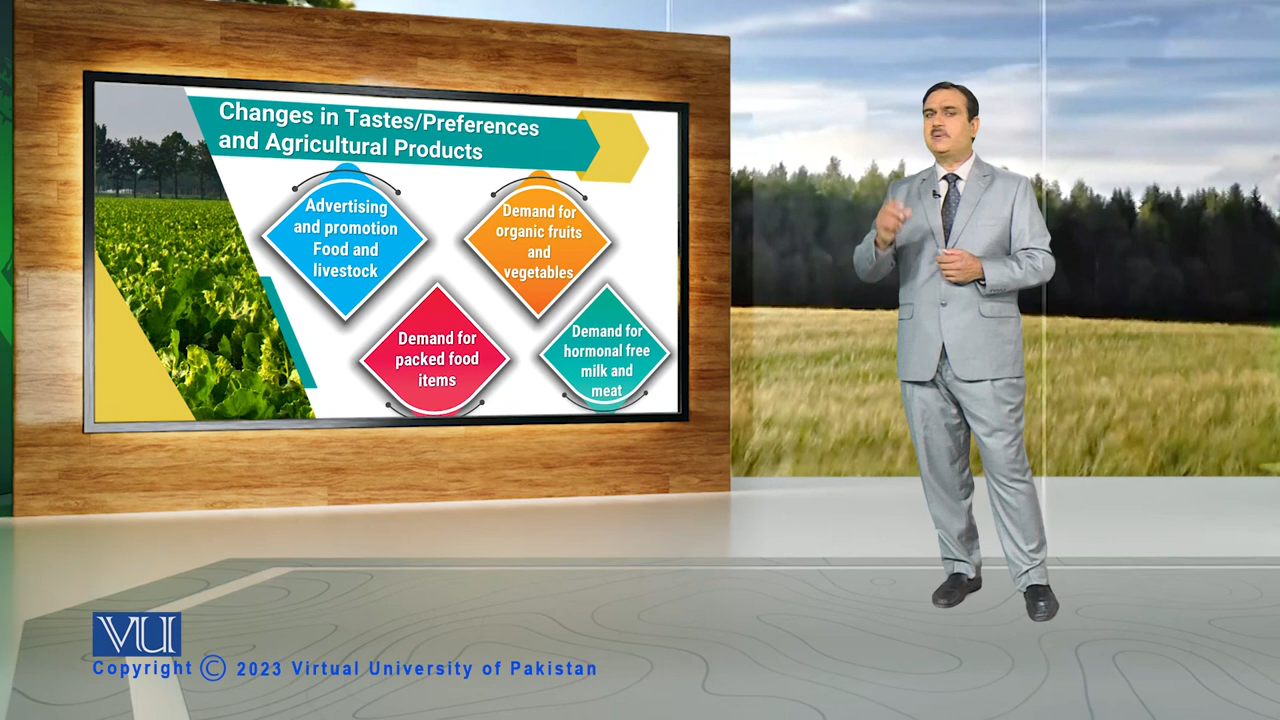 Changes in Tastes/Preferences
and Agricultural Products
Advertising
and promotion
Food and
livestock
Demand for
organic fruits
and
vegetables
Demand for
packed food
items
Demand for
hormonal free
milk and
meat
VU
Copyright © 2023 Virtual University of Pakistan